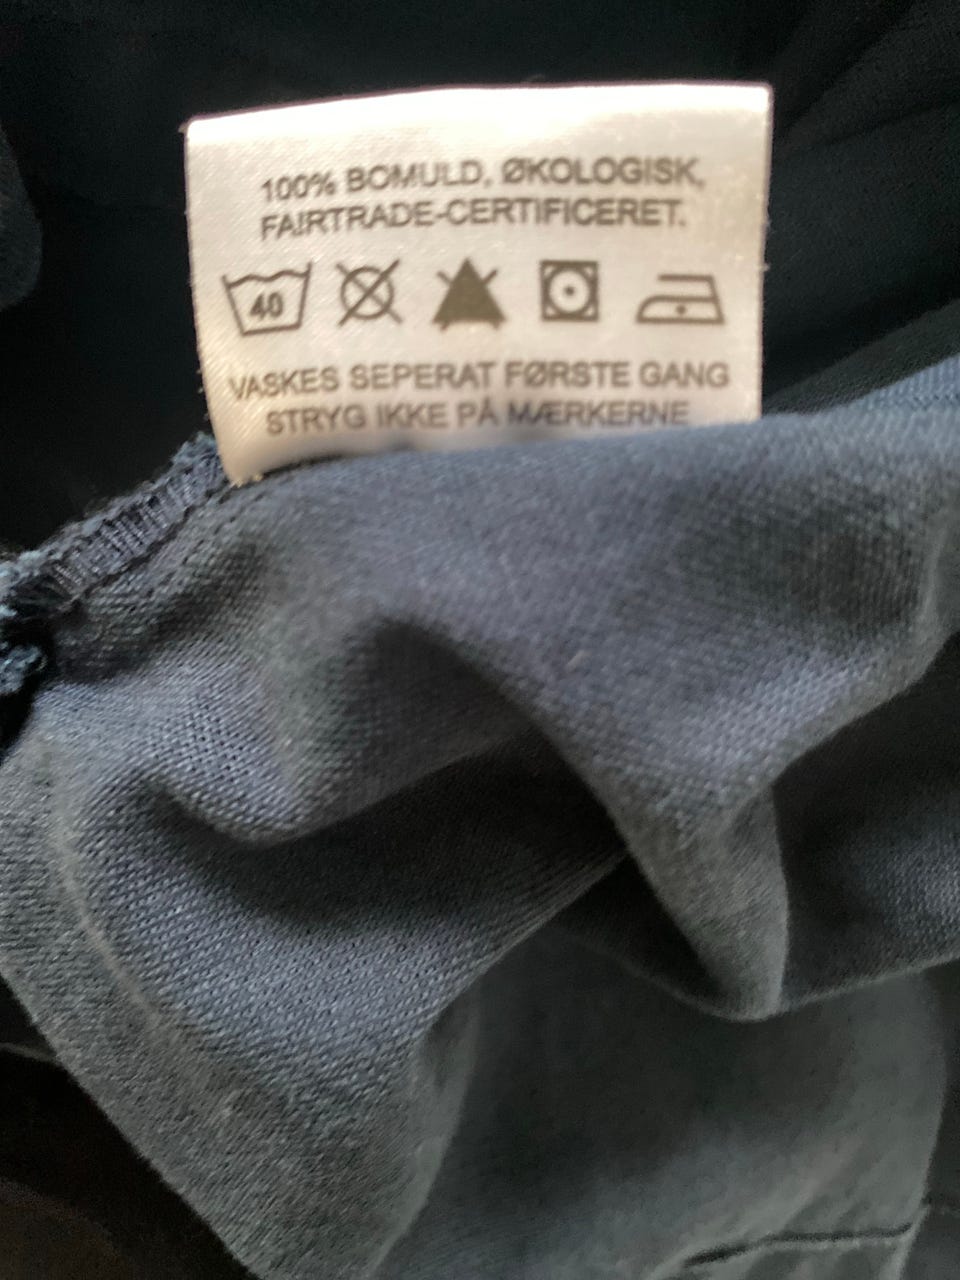 100% BOMULD, ØKOLOGISK,
FAIRTRADE-CERTIFICERET.
40
VASKES SEPERAT FØRSTE GANG
STRYG IKKE PÅ MÆRKERNE